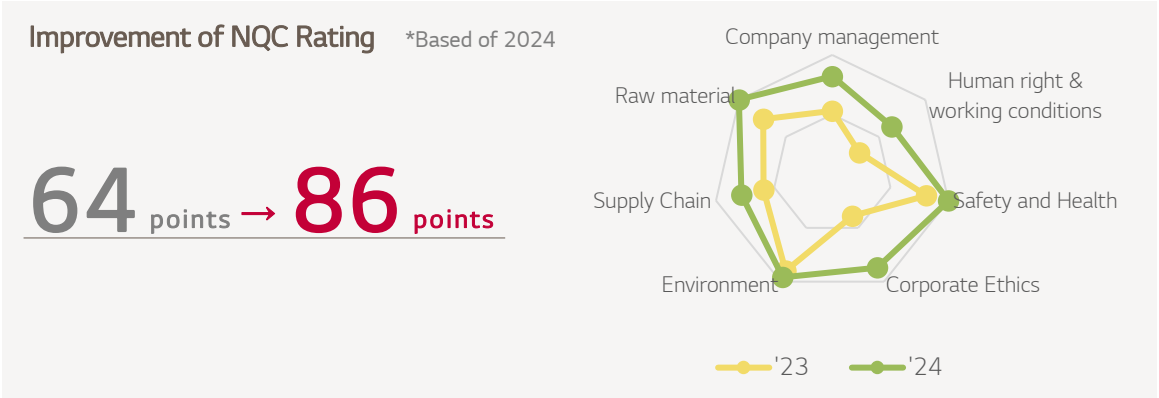 Improvement of NQC Rating *Based of 2024
64 points → 86 points
Company management
Human right &
working conditions
Raw material
Supply Chain
Safety and Health
Environment
Corporate Ethics
'23
'24